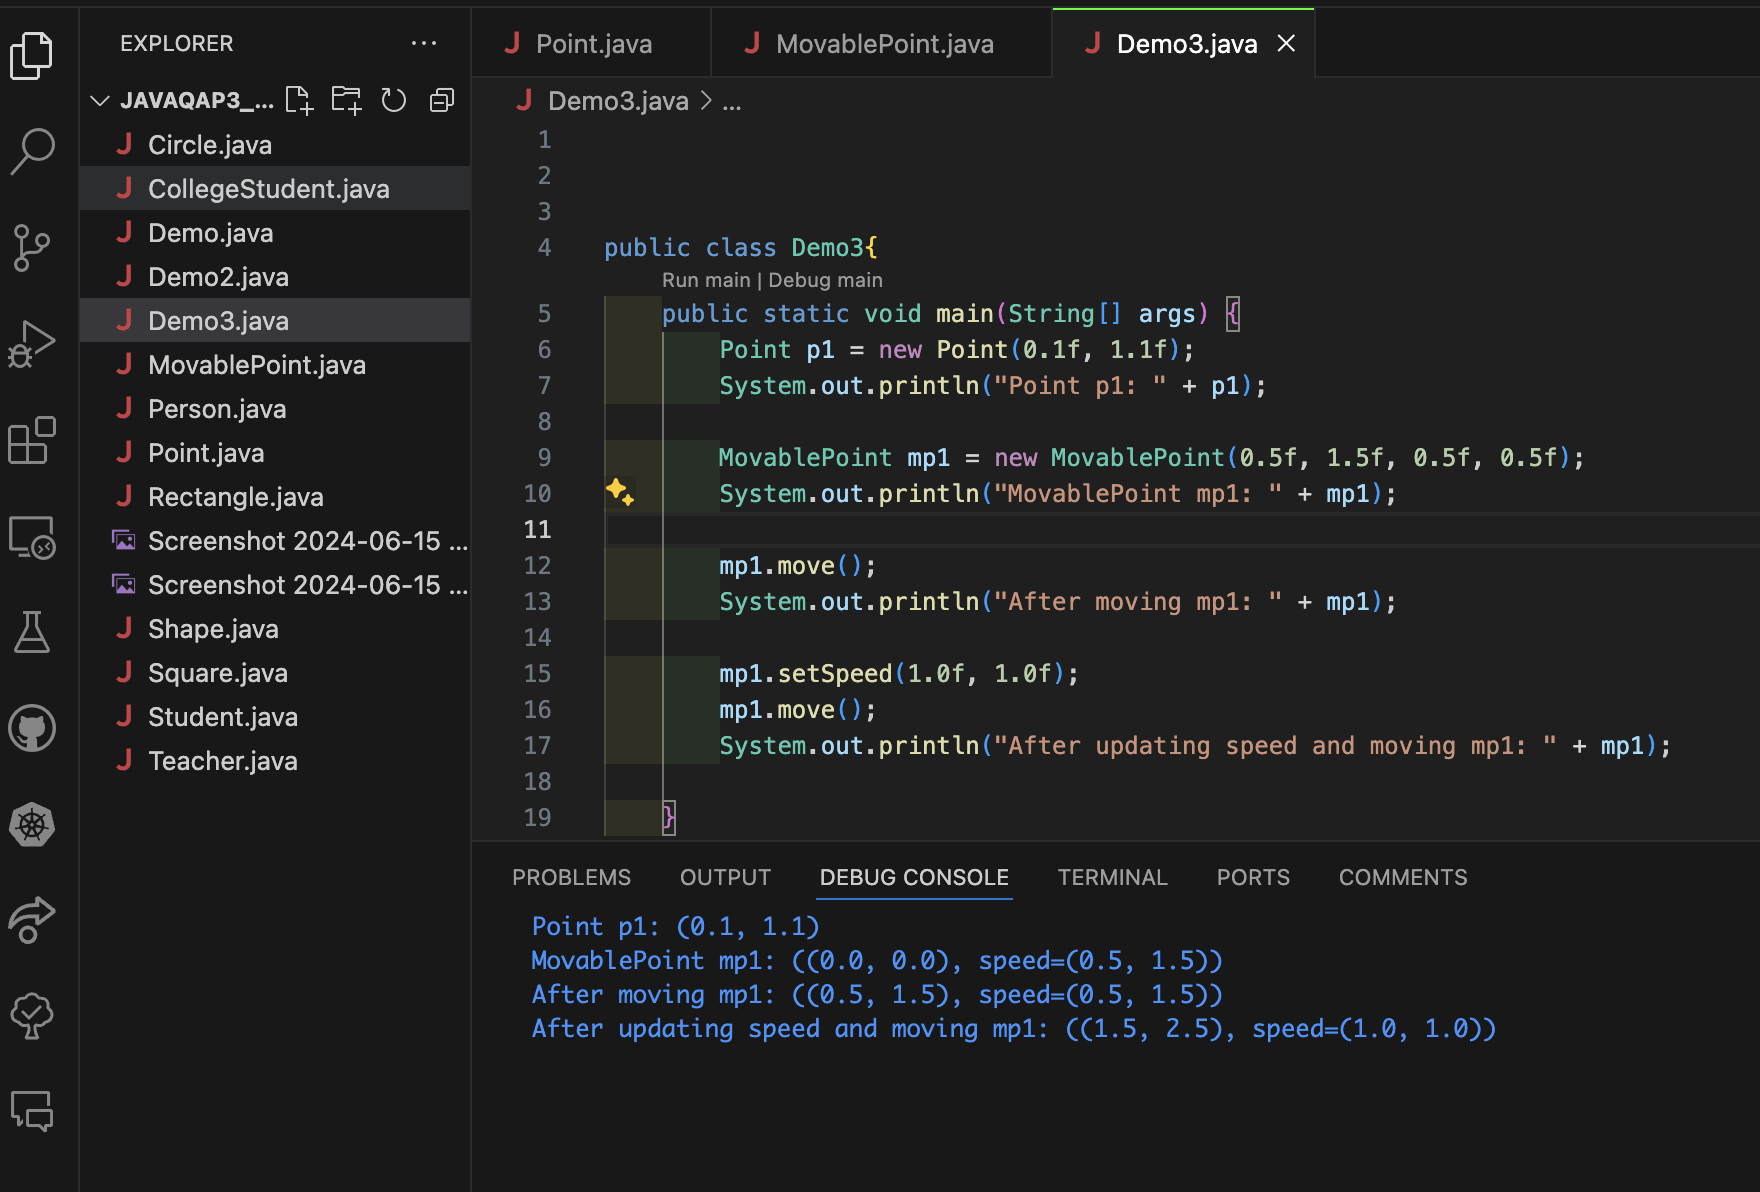 EXPLORER
JAVAQAP3_...
Circle.java
CollegeStudent.java
Demo.java
Demo2.java
Demo3.java
MovablePoint.java
Person.java
Point.java
Rectangle.java
Screenshot 2024-06-15 ...
Screenshot 2024-06-15 ...
Shape.java
Square.java
Student.java
Teacher.java
Point.java
MovablePoint.java
Demo3.java
Demo3.java > ...
1
2
3
4 public class Demo3{
Run main | Debug main
5 public static void main(String[] args) {
6 Point p1 = new Point(0.1f, 1.1f);
7 System.out.println("Point p1: " + p1);
8
9 MovablePoint mp1 = new MovablePoint(0.5f, 1.5f, 0.5f, 0.5f);
10 System.out.println("MovablePoint mp1: " + mp1);
11
12 mp1.move();
13 System.out.println("After moving mp1: " + mp1);
14
15 mp1.setSpeed(1.0f, 1.0f);
16 mp1.move();
17 System.out.println("After updating speed and moving mp1: " + mp1);
18
19 }
PROBLEMS OUTPUT DEBUG CONSOLE TERMINAL PORTS COMMENTS
Point p1: (0.1, 1.1)
MovablePoint mp1: ((0.0, 0.0), speed=(0.5, 1.5))
After moving mp1: ((0.5, 1.5), speed=(0.5, 1.5))
After updating speed and moving mp1: ((1.5, 2.5), speed=(1.0, 1.0))